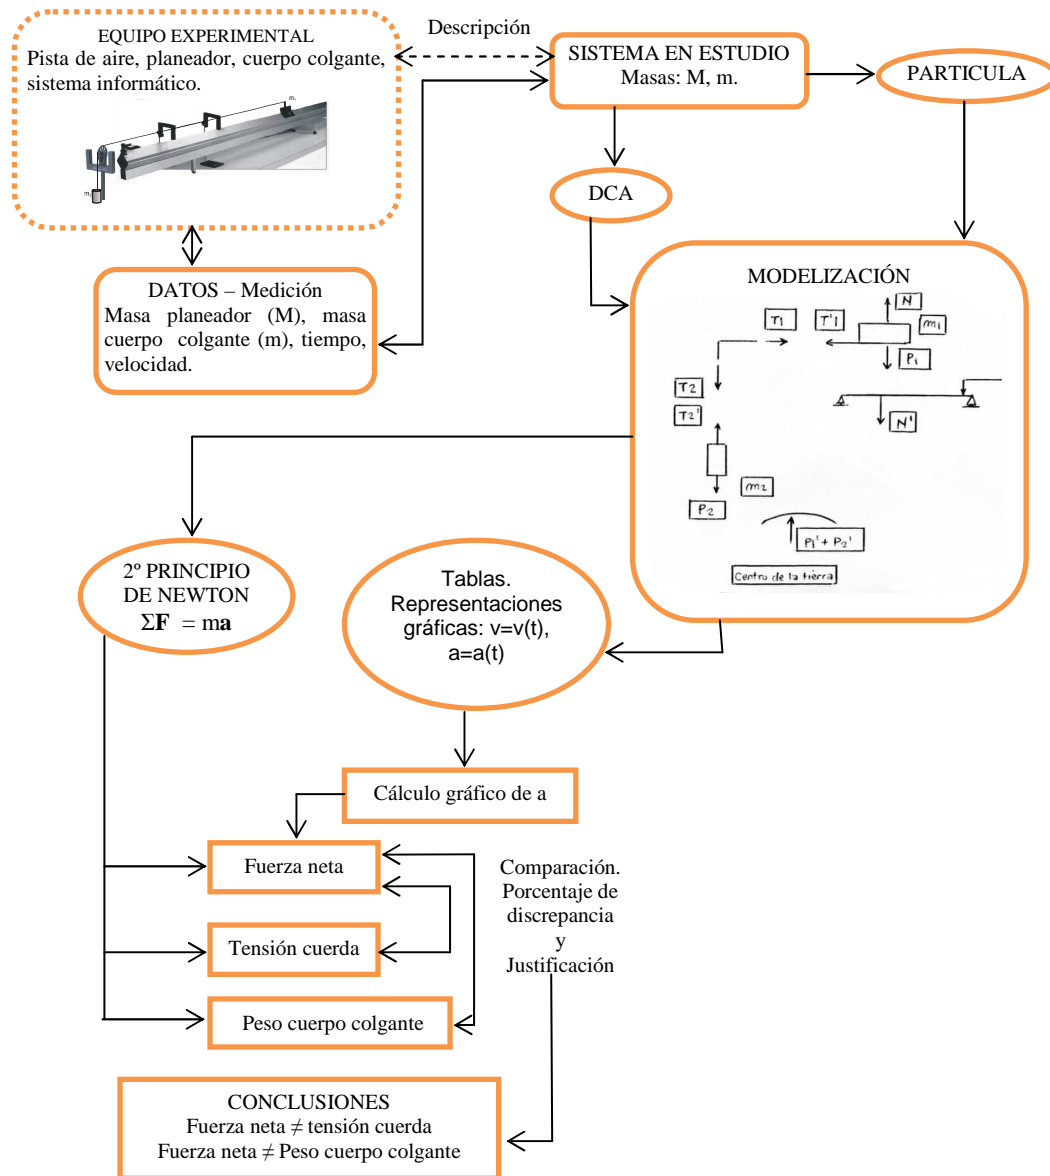 Descripción
EQUIPO EXPERIMENTAL
Pista de aire, planeador, cuerpo colgante,
sistema informático.
SISTEMA EN ESTUDIO
Masas: M, m.
PARTICULA
DCA
DATOS – Medición
Masa planeador (M), masa
cuerpo colgante (m), tiempo,
velocidad.
MODELIZACIÓN
N
T1 T'1 m1
P1
T2
T2' N'
m2
P2
P1' + P2'
Centro de la tierra
2º PRINCIPIO
DE NEWTON
ΣF = ma
Tablas.
Representaciones
gráficas: v=v(t),
a=a(t)
Cálculo gráfico de a
Fuerza neta
Tensión cuerda
Peso cuerpo colgante
Comparación.
Porcentaje de
discrepancia
y
Justificación
CONCLUSIONES
Fuerza neta ≠ tensión cuerda
Fuerza neta ≠ Peso cuerpo colgante